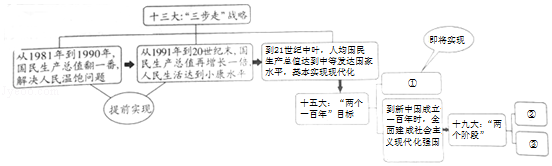 十三大:“三步走”战略
从1981年到1990年,
国民生产总值翻一番,
解决人民温饱问题
从1991年到20世纪末,
国民生产总值再增长一倍,
人民生活达到小康水平
提前实现
到21世纪中叶,人均国民
生产总值达到中等发达国家
水平,基本实现现代化
即将实现
①
十五大:“两个
一百年”目标
到新中国成立
一百年时,全
面建成社会主
义现代化强国
十九大:“两
个阶段”
②
③